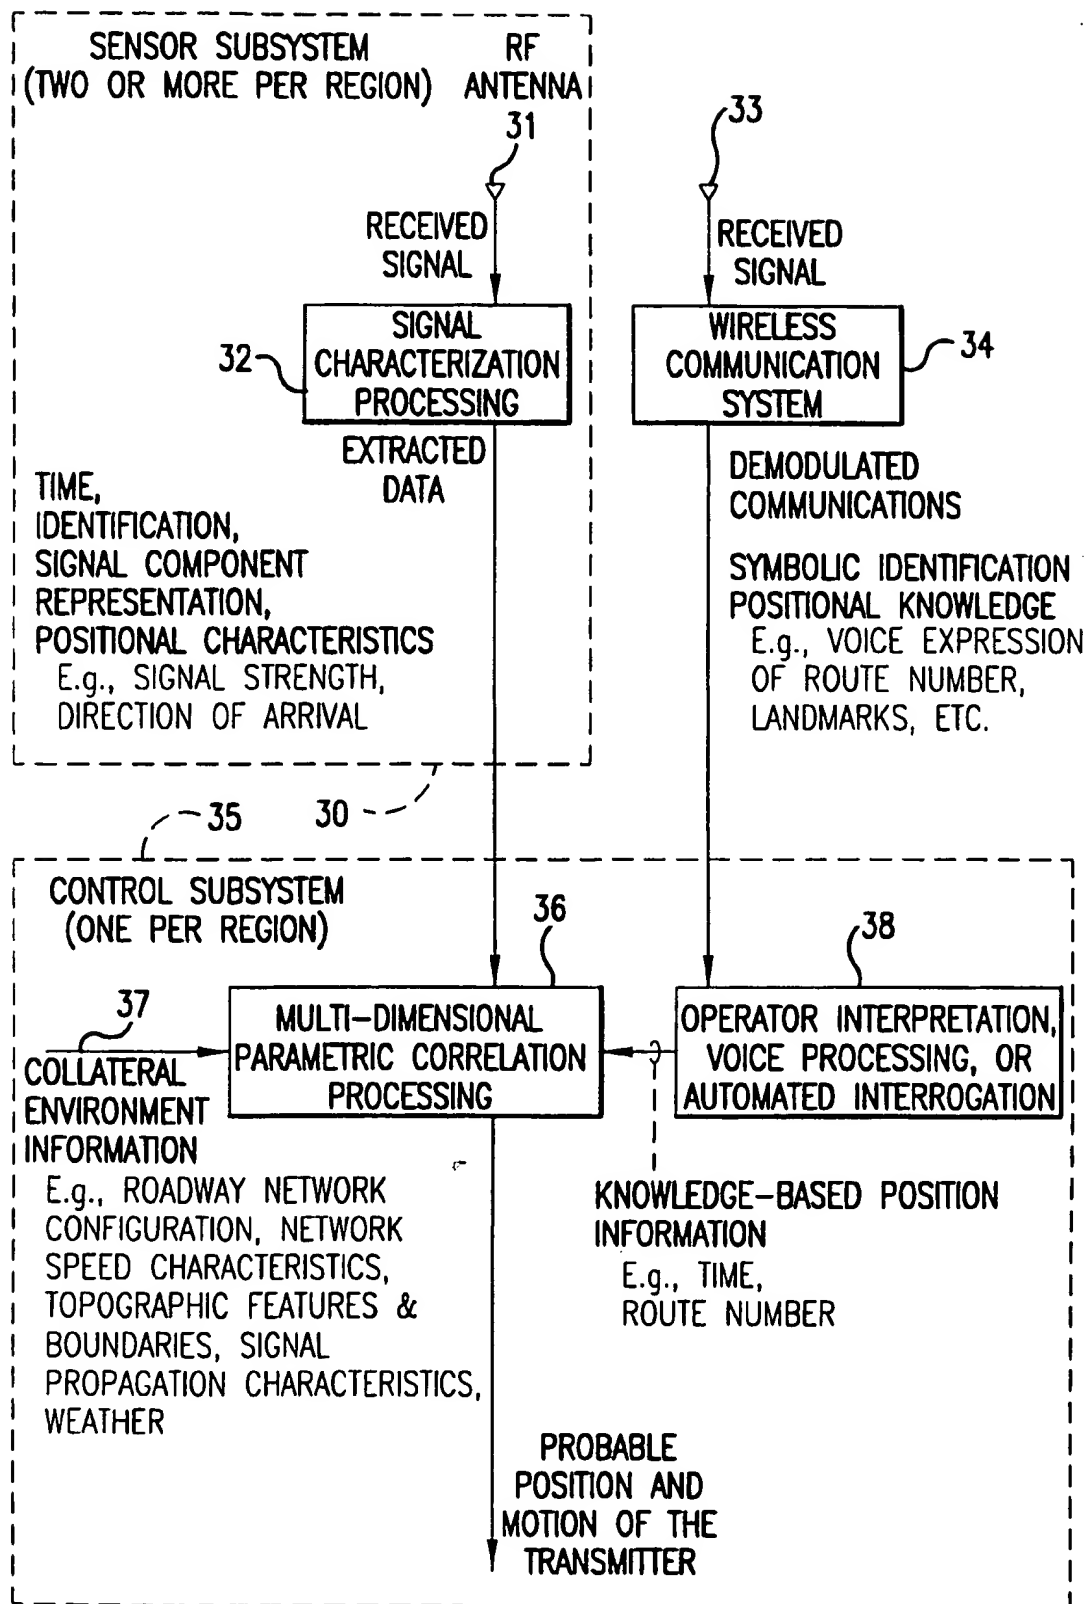 SENSOR SUBSYSTEM
(TWO OR MORE PER REGION)
RF
ANTENNA
31
33
RECEIVED
SIGNAL
RECEIVED
SIGNAL
32
SIGNAL
CHARACTERIZATION
PROCESSING
WIRELESS
COMMUNICATION
SYSTEM
34
EXTRACTED
DATA
TIME,
IDENTIFICATION,
SIGNAL COMPONENT
REPRESENTATION,
POSITIONAL CHARACTERISTICS
E.g., SIGNAL STRENGTH,
DIRECTION OF ARRIVAL
DEMODULATED
COMMUNICATIONS
SYMBOLIC IDENTIFICATION
POSITIONAL KNOWLEDGE
E.g., VOICE EXPRESSION
OF ROUTE NUMBER,
LANDMARKS, ETC.
35
30
CONTROL SUBSYSTEM
(ONE PER REGION)
36
38
37
MULTI-DIMENSIONAL
PARAMETRIC CORRELATION
PROCESSING
OPERATOR INTERPRETATION,
VOICE PROCESSING, OR
AUTOMATED INTERROGATION
COLLATERAL
ENVIRONMENT
INFORMATION
E.g., ROADWAY NETWORK
CONFIGURATION, NETWORK
SPEED CHARACTERISTICS,
TOPOGRAPHIC FEATURES &
BOUNDARIES, SIGNAL
PROPAGATION CHARACTERISTICS,
WEATHER
KNOWLEDGE-BASED POSITION
INFORMATION
E.g., TIME,
ROUTE NUMBER
PROBABLE
POSITION AND
MOTION OF THE
TRANSMITTER